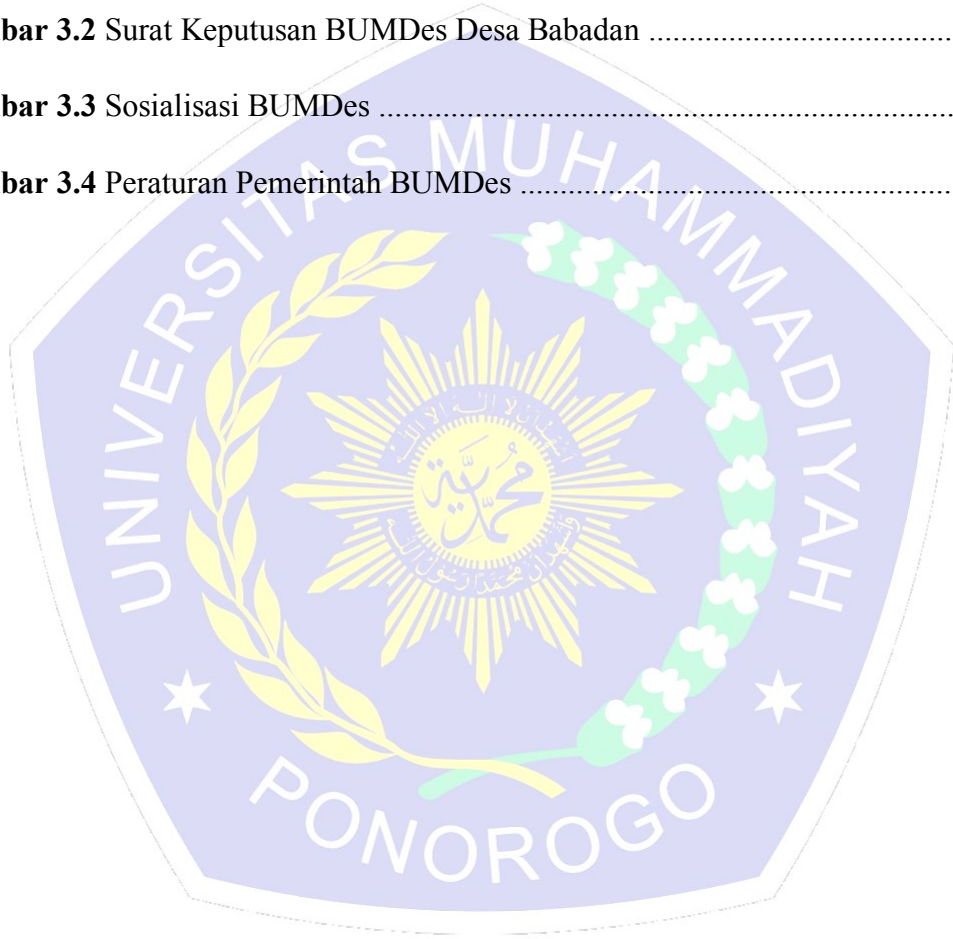 bar 3.2 Surat Keputusan BUMDes Desa Babadan ....................................
bar 3.3 Sosialisasi BUMDes .....................................................................
bar 3.4 Peraturan Pemerintah BUMDes ....................................................
UNIVERSITAS MUHAMMADIYAH
محمدية
PONOROGO